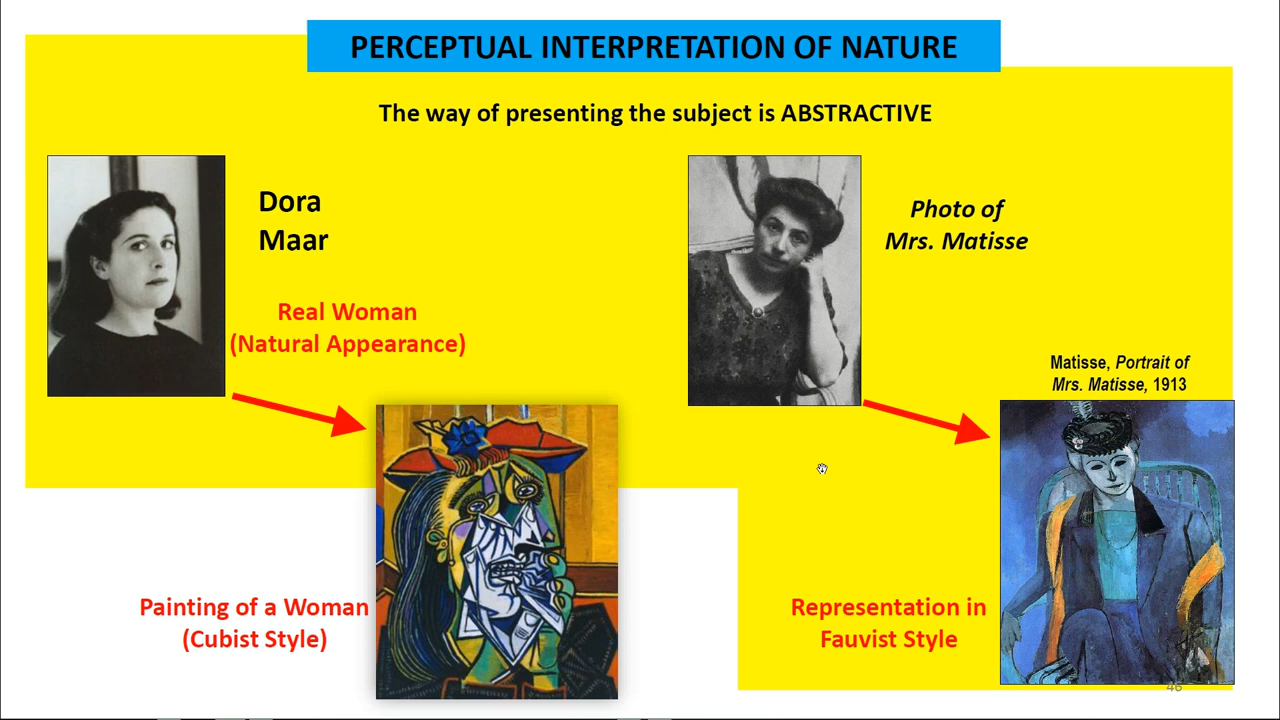 PERCEPTUAL INTERPRETATION OF NATURE
The way of presenting the subject is ABSTRACTIVE
Dora
Maar
Real Woman
(Natural Appearance)
Painting of a Woman
(Cubist Style)
Photo of
Mrs. Matisse
Matisse, Portrait of
Mrs. Matisse, 1913
Representation in
Fauvist Style
46